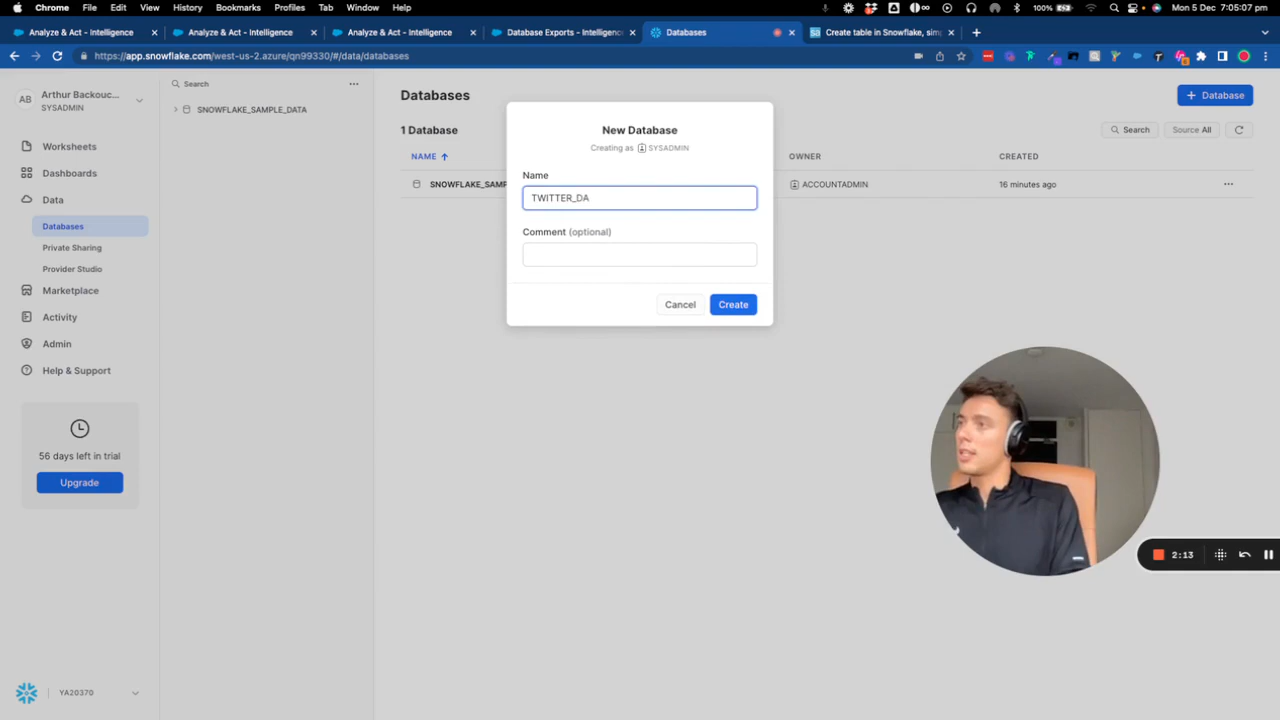 Chrome File Edit View History Bookmarks Profiles Tab Window Help 100% Mon 5 Dec 7:05:07 pm
Analyze & Act - Intelligence
Analyze & Act - Intelligence
Analyze & Act - Intelligence
Database Exports - Intelligenc
Databases
Create table in Snowflake, sim
https://app.snowflake.com/west-us-2.azure/qn99330/#/data/databases
AB
Arthur Backouc...
SYSADMIN
Worksheets
Dashboards
Data
Databases
Private Sharing
Provider Studio
Marketplace
Activity
Admin
Help & Support
56 days left in trial
Upgrade
YA20370
Search
SNOWFLAKE_SAMPLE_DATA
Databases
+ Database
1 Database
Search
Source All
NAME
OWNER
CREATED
SNOWFLAKE_SAMP
ACCOUNTADMIN
16 minutes ago
New Database
Creating as SYSADMIN
Name
TWITTER_DA
Comment (optional)
Cancel
Create
2:13